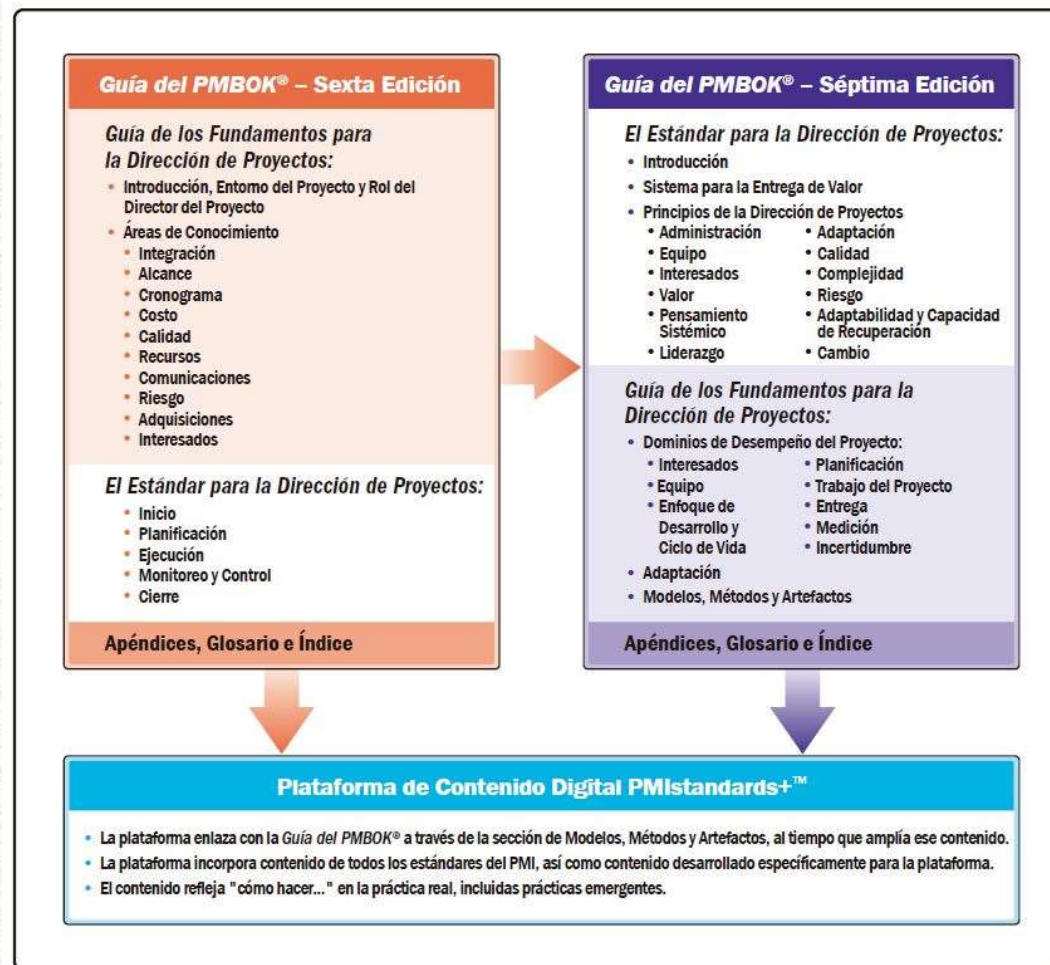 Guía del PMBOK® – Sexta Edición
Guía de los Fundamentos para
la Dirección de Proyectos:
• Introducción, Entorno del Proyecto y Rol del
Director del Proyecto
• Áreas de Conocimiento
• Integración
• Alcance
• Cronograma
• Costo
• Calidad
• Recursos
• Comunicaciones
• Riesgo
• Adquisiciones
• Interesados
El Estándar para la Dirección de Proyectos:
• Inicio
• Planificación
• Ejecución
• Monitoreo y Control
• Cierre
Apéndices, Glosario e Índice
Guía del PMBOK® – Séptima Edición
El Estándar para la Dirección de Proyectos:
• Introducción
• Sistema para la Entrega de Valor
• Principios de la Dirección de Proyectos
• Administración
• Equipo
• Interesados
• Valor
• Pensamiento
Sistémico
• Liderazgo
• Adaptación
• Calidad
• Complejidad
• Riesgo
• Adaptabilidad y Capacidad
de Recuperación
• Cambio
Guía de los Fundamentos para la
Dirección de Proyectos:
• Dominios de Desempeño del Proyecto:
• Interesados
• Equipo
• Enfoque de
Desarrollo y
Ciclo de Vida
• Planificación
• Trabajo del Proyecto
• Entrega
• Medición
• Incertidumbre
• Adaptación
• Modelos, Métodos y Artefactos
Apéndices, Glosario e Índice
Plataforma de Contenido Digital PMIstandards+™
• La plataforma enlaza con la Guía del PMBOK® a través de la sección de Modelos, Métodos y Artefactos, al tiempo que amplía ese contenido.
• La plataforma incorpora contenido de todos los estándares del PMI, así como contenido desarrollado específicamente para la plataforma.
• El contenido refleja "cómo hacer..." en la práctica real, incluidas prácticas emergentes.